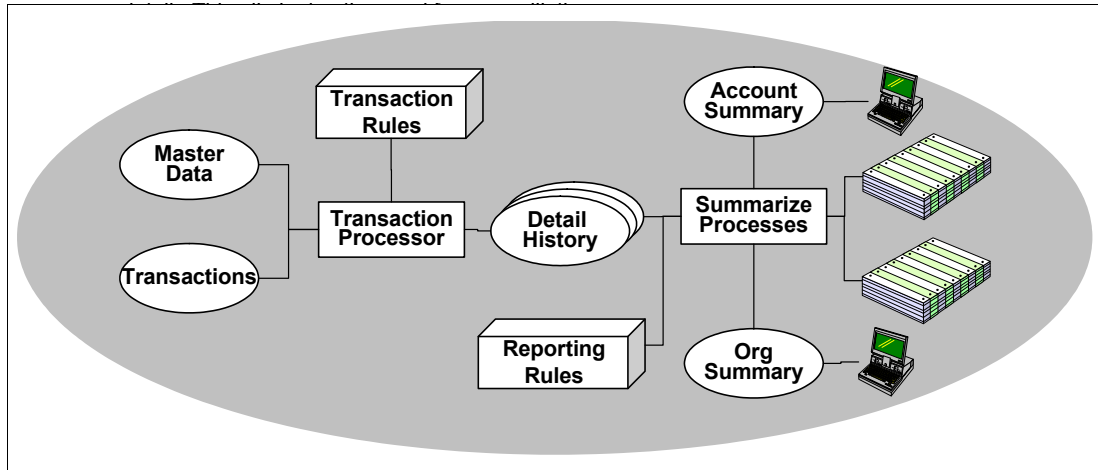 Transaction
Rules
Master
Data
Transactions
Transaction
Processor
Detail
History
Reporting
Rules
Account
Summary
Summarize
Processes
Org
Summary